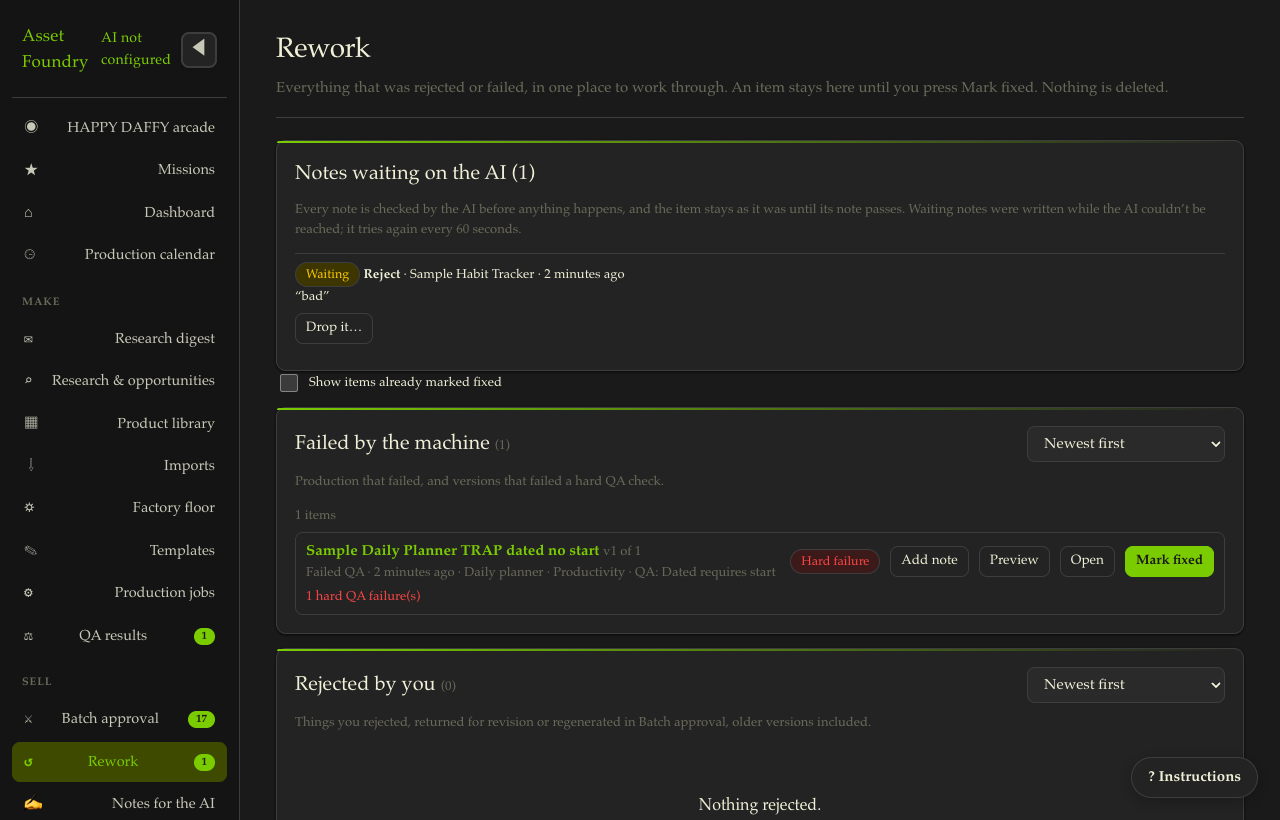 Asset Foundry
AI not configured
HAPPY DAFFY arcade
Missions
Dashboard
Production calendar
MAKE
Research digest
Research & opportunities
Product library
Imports
Factory floor
Templates
Production jobs
QA results 1
SELL
Batch approval 17
Rework 1
Notes for the AI
Rework
Everything that was rejected or failed, in one place to work through. An item stays here until you press Mark fixed. Nothing is deleted.
Notes waiting on the AI (1)
Every note is checked by the AI before anything happens, and the item stays as it was until its note passes. Waiting notes were written while the AI couldn’t be
reached; it tries again every 60 seconds.
Waiting Reject · Sample Habit Tracker · 2 minutes ago
“bad”
Drop it…
Show items already marked fixed
Failed by the machine (1)
Newest first
Production that failed, and versions that failed a hard QA check.
1 items
Sample Daily Planner TRAP dated no start v1 of 1
Failed QA · 2 minutes ago · Daily planner · Productivity · QA: Dated requires start
1 hard QA failure(s)
Hard failure
Add note
Preview
Open
Mark fixed
Rejected by you (0)
Newest first
Things you rejected, returned for revision or regenerated in Batch approval, older versions included.
Nothing rejected.
? Instructions